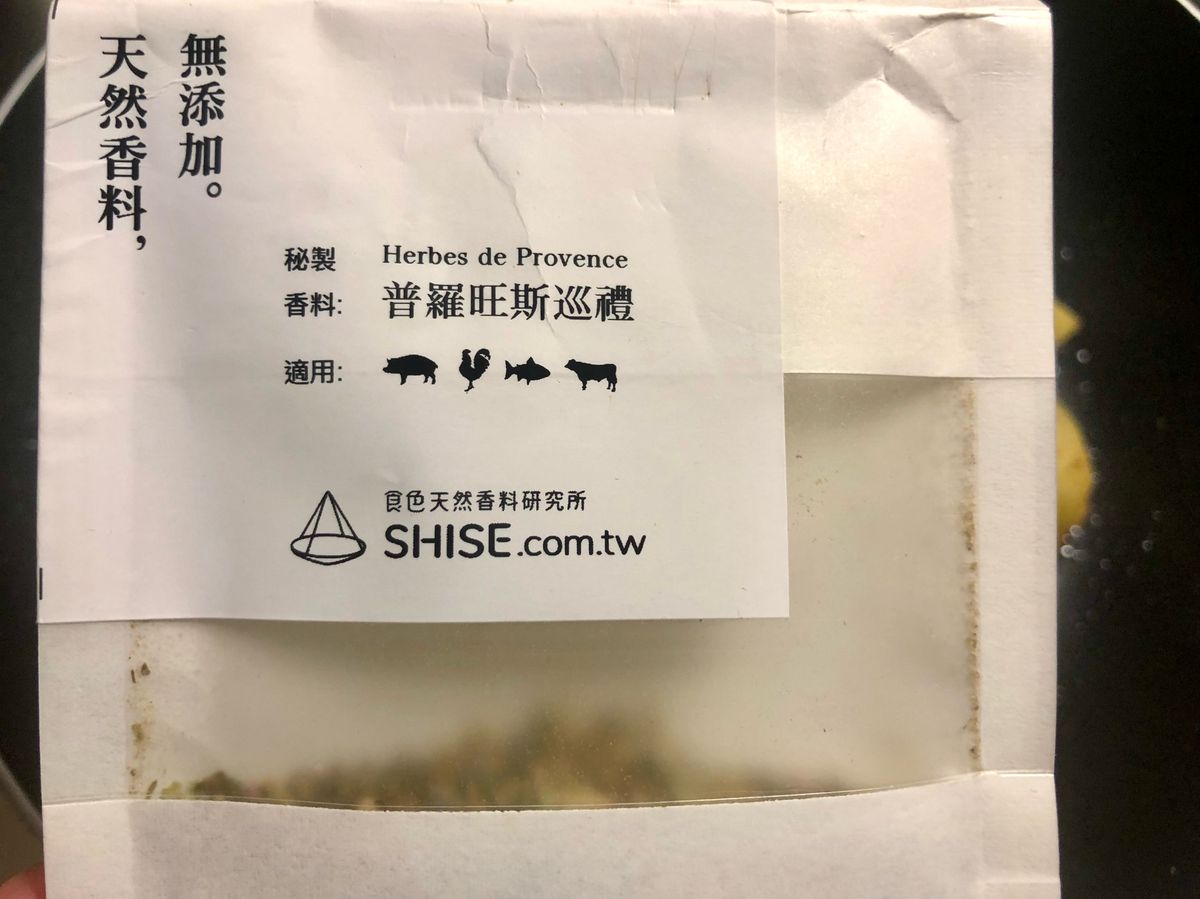 無添加。
天然香料,
秘製
香料:
Herbes de Provence
普羅旺斯巡禮
適用:
食色天然香料研究所
SHISE.com.tw